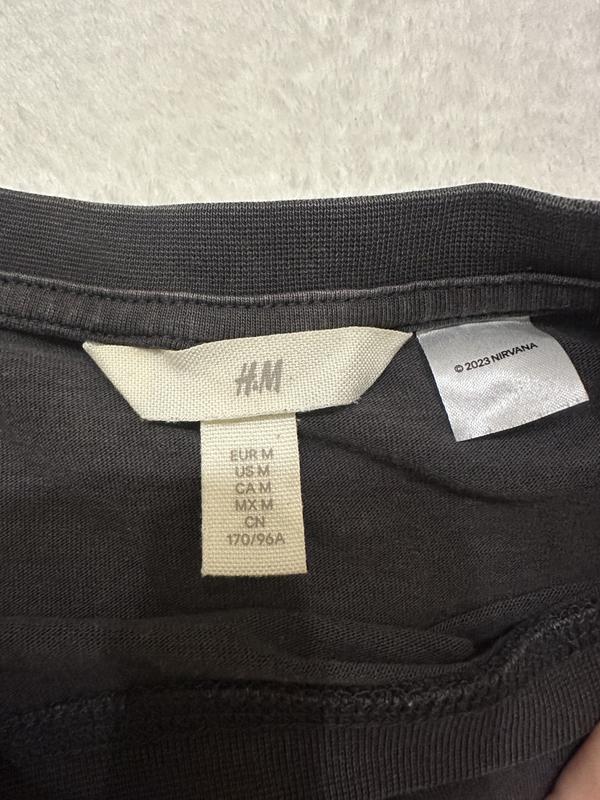 H&M
© 2023 NIRVANA
EUR M
US M
CA M
MX M
CN
170/96A